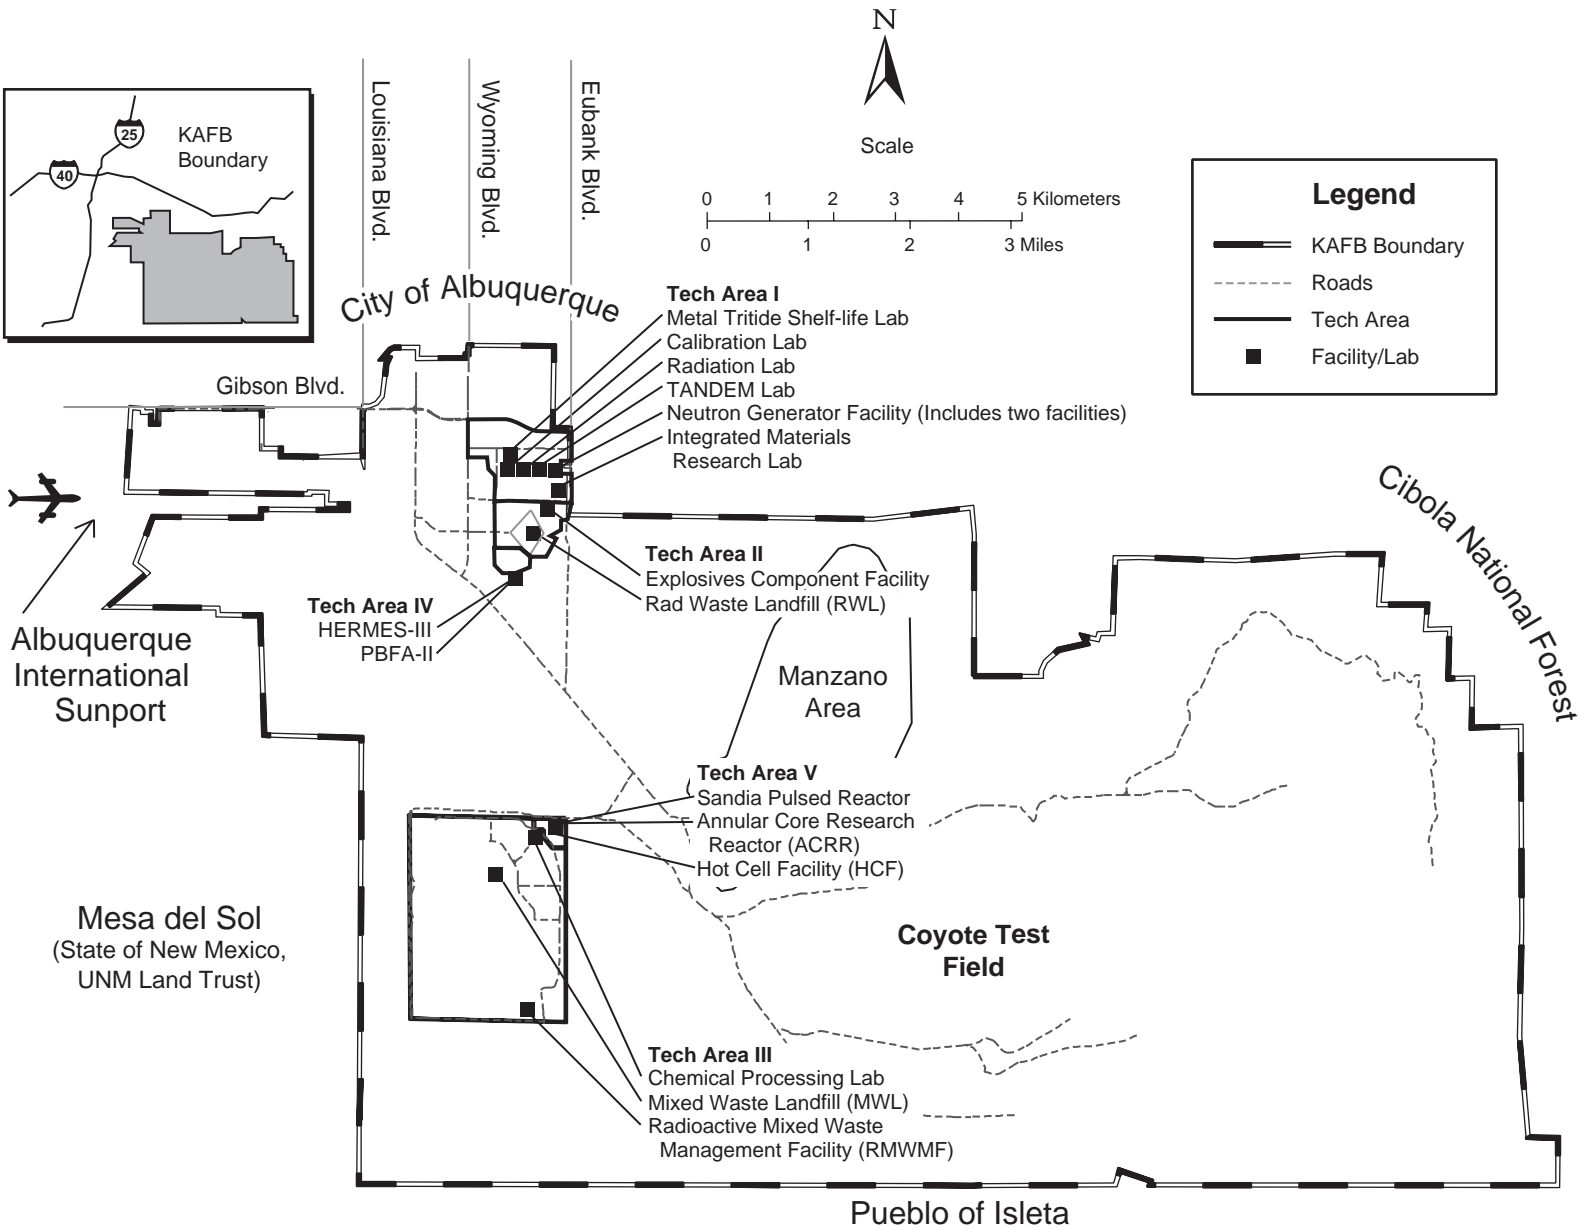 N
Scale
0 1 2 3 4 5 Kilometers
0 1 2 3 Miles
25
KAFB
Boundary
40
Louisiana Blvd.
Wyoming Blvd.
Eubank Blvd.
Legend
KAFB Boundary
Roads
Tech Area
Facility/Lab
City of Albuquerque
Gibson Blvd.
Tech Area I
Metal Tritide Shelf-life Lab
Calibration Lab
Radiation Lab
TANDEM Lab
Neutron Generator Facility (Includes two facilities)
Integrated Materials
Research Lab
Cibola National Forest
Tech Area II
Explosives Component Facility
Rad Waste Landfill (RWL)
Tech Area IV
HERMES-III
PBFA-II
Albuquerque
International
Sunport
Manzano
Area
Tech Area V
Sandia Pulsed Reactor
Annular Core Research
Reactor (ACRR)
Hot Cell Facility (HCF)
Mesa del Sol
(State of New Mexico,
UNM Land Trust)
Coyote Test
Field
Tech Area III
Chemical Processing Lab
Mixed Waste Landfill (MWL)
Radioactive Mixed Waste
Management Facility (RMWMF)
Pueblo of Isleta